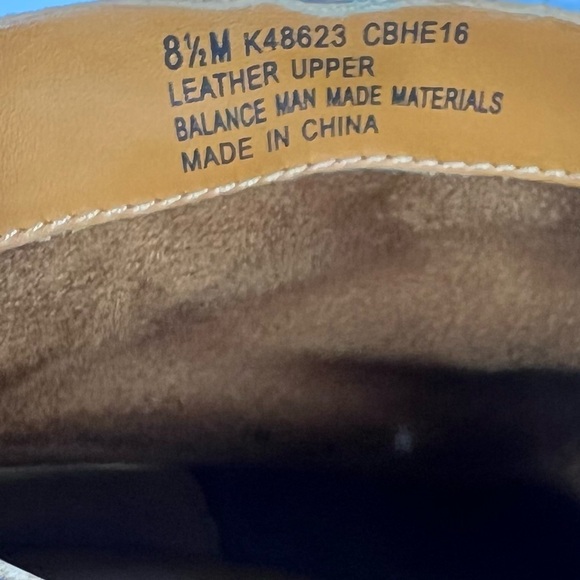 8½M K48623 CBHE16
LEATHER UPPER
BALANCE MAN MADE MATERIALS
MADE IN CHINA